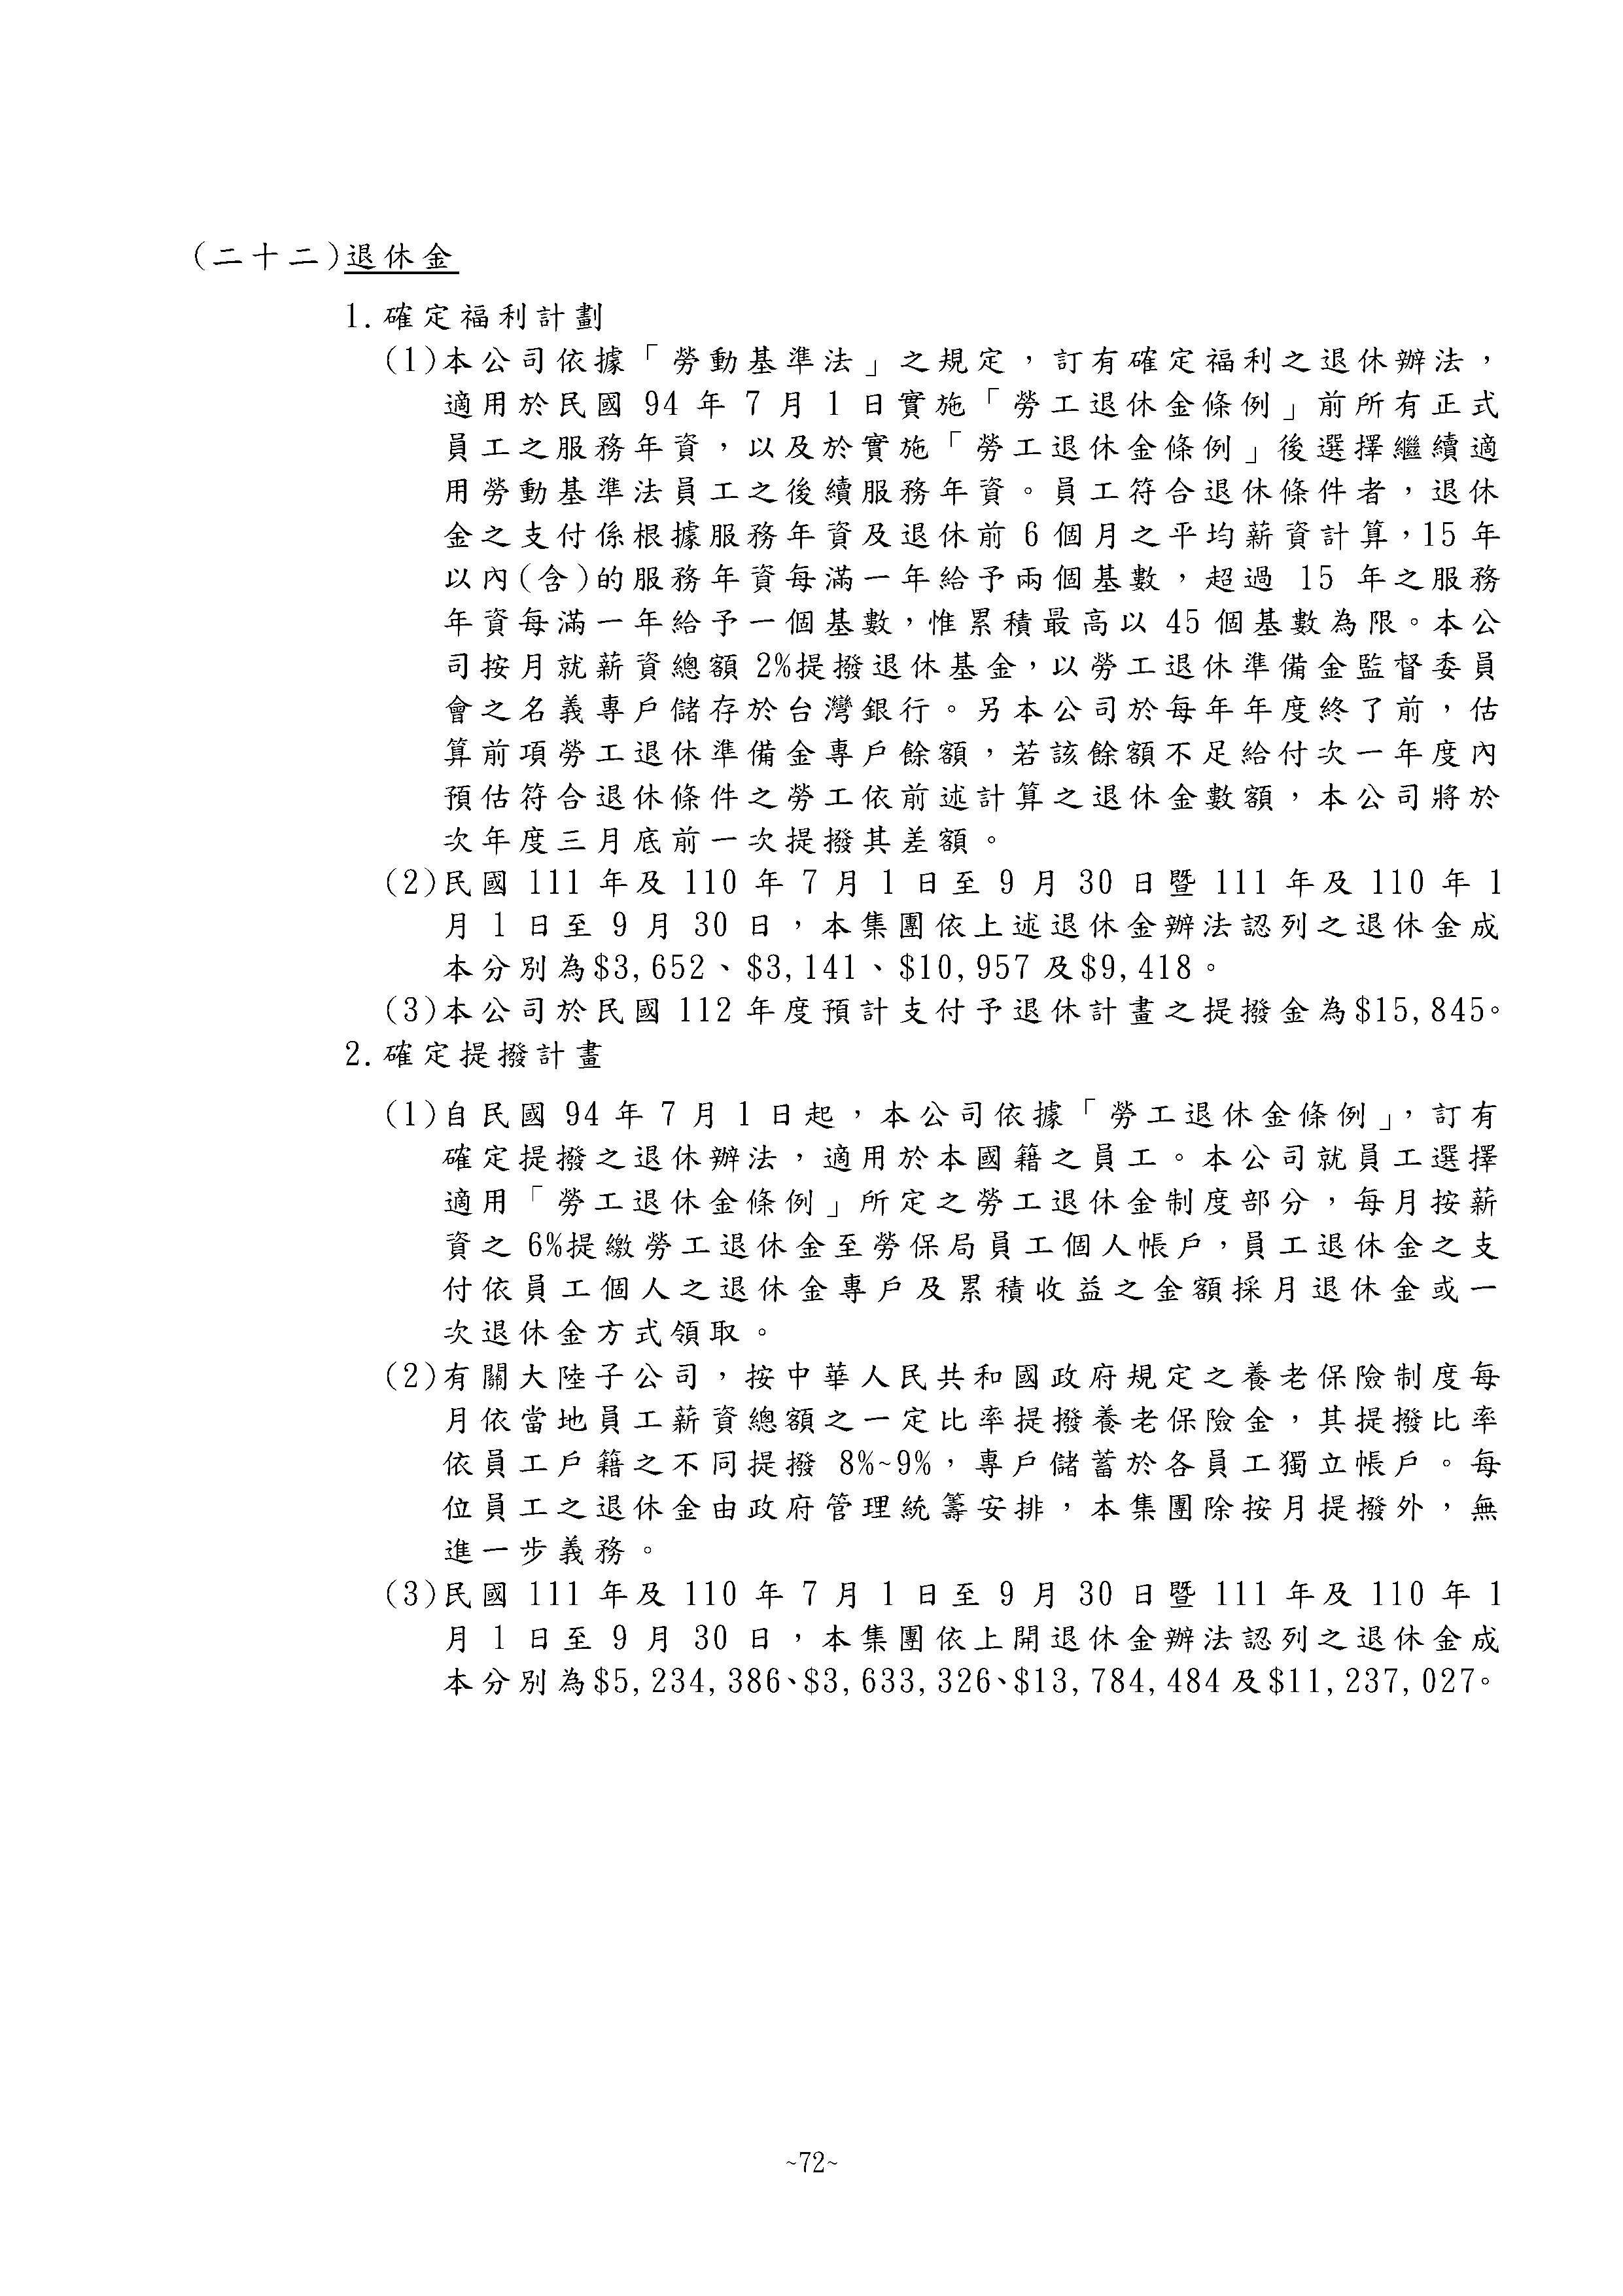 (二十二)退休金
1.確定福利計劃
(1)本公司依據「勞動基準法」之規定，訂有確定福利之退休辦法，
適用於民國 94 年 7 月 1 日實施「勞工退休金條例」前所有正式
員工之服務年資，以及於實施「勞工退休金條例」後選擇繼續適
用勞動基準法員工之後續服務年資。員工符合退休條件者，退休
金之支付係根據服務年資及退休前 6 個月之平均薪資計算，15 年
以內(含)的服務年資每滿一年給予兩個基數，超過 15 年之服務
年資每滿一年給予一個基數，惟累積最高以 45 個基數為限。本公
司按月就薪資總額 2%提撥退休基金，以勞工退休準備金監督委員
會之名義專戶儲存於台灣銀行。另本公司於每年年度終了前，估
算前項勞工退休準備金專戶餘額，若該餘額不足給付次一年度內
預估符合退休條件之勞工依前述計算之退休金數額，本公司將於
次年度三月底前一次提撥其差額。
(2)民國 111 年及 110 年 7 月 1 日至 9 月 30 日暨 111 年及 110 年 1
月 1 日至 9 月 30 日，本集團依上述退休金辦法認列之退休金成
本分別為$3,652、$3,141、$10,957 及$9,418。
(3)本公司於民國 112 年度預計支付予退休計畫之提撥金為$15,845。
2.確定提撥計畫
(1)自民國 94 年 7 月 1 日起，本公司依據「勞工退休金條例」，訂有
確定提撥之退休辦法，適用於本國籍之員工。本公司就員工選擇
適用「勞工退休金條例」所定之勞工退休金制度部分，每月按薪
資之 6%提繳勞工退休金至勞保局員工個人帳戶，員工退休金之支
付依員工個人之退休金專戶及累積收益之金額採月退休金或一
次退休金方式領取。
(2)有關大陸子公司，按中華人民共和國政府規定之養老保險制度每
月依當地員工薪資總額之一定比率提撥養老保險金，其提撥比率
依員工戶籍之不同提撥 8%~9%，專戶儲蓄於各員工獨立帳戶。每
位員工之退休金由政府管理統籌安排，本集團除按月提撥外，無
進一步義務。
(3)民國 111 年及 110 年 7 月 1 日至 9 月 30 日暨 111 年及 110 年 1
月 1 日至 9 月 30 日，本集團依上開退休金辦法認列之退休金成
本分別為$5,234,386、$3,633,326、$13,784,484 及$11,237,027。
~72~